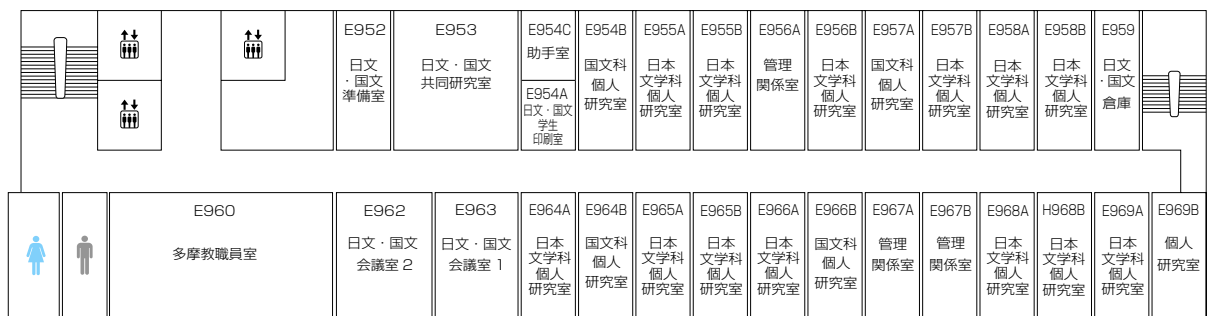 E952
日文
・国文
準備室
E953
日文・国文
共同研究室
E954C
助手室
E954A
日文・国文
学生
印刷室
E954B
国文科
個人
研究室
E955A
日本
文学科
個人
研究室
E955B
日本
文学科
個人
研究室
E956A
管理
関係室
E956B
日本
文学科
個人
研究室
E957A
国文科
個人
研究室
E957B
日本
文学科
個人
研究室
E958A
日本
文学科
個人
研究室
E958B
日本
文学科
個人
研究室
E959
日文
・国文
倉庫
E960
多摩教職員室
E962
日文・国文
会議室 2
E963
日文・国文
会議室 1
E964A
日本
文学科
個人
研究室
E964B
国文科
個人
研究室
E965A
日本
文学科
個人
研究室
E965B
日本
文学科
個人
研究室
E966A
日本
文学科
個人
研究室
E966B
国文科
個人
研究室
E967A
管理
関係室
E967B
管理
関係室
E968A
日本
文学科
個人
研究室
H968B
日本
文学科
個人
研究室
E969A
日本
文学科
個人
研究室
E969B
個人
研究室